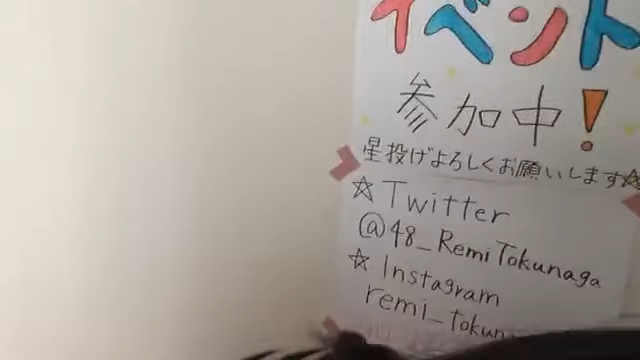 イベント
参加中!
星投げよろしくお願いします☆
☆Twitter
@48_RemiTokunaga
☆Instagram
remi_tokun